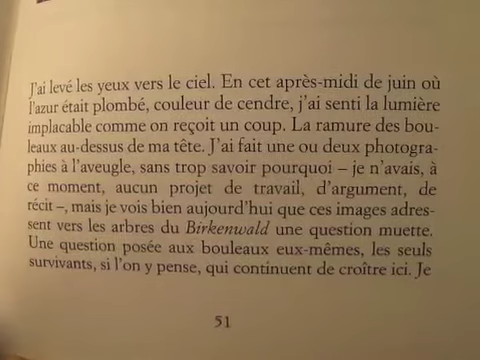 J'ai levé les yeux vers le ciel. En cet après-midi de juin où
l'azur était plombé, couleur de cendre, j'ai senti la lumière
implacable comme on reçoit un coup. La ramure des bou-
leaux au-dessus de ma tête. J'ai fait une ou deux photogra-
phies à l'aveugle, sans trop savoir pourquoi – je n'avais, à
ce moment, aucun projet de travail, d'argument, de
récit –, mais je vois bien aujourd'hui que ces images adres-
sent vers les arbres du Birkenwald une question muette.
Une question posée aux bouleaux eux-mêmes, les seuls
survivants, si l'on y pense, qui continuent de croître ici. Je
51